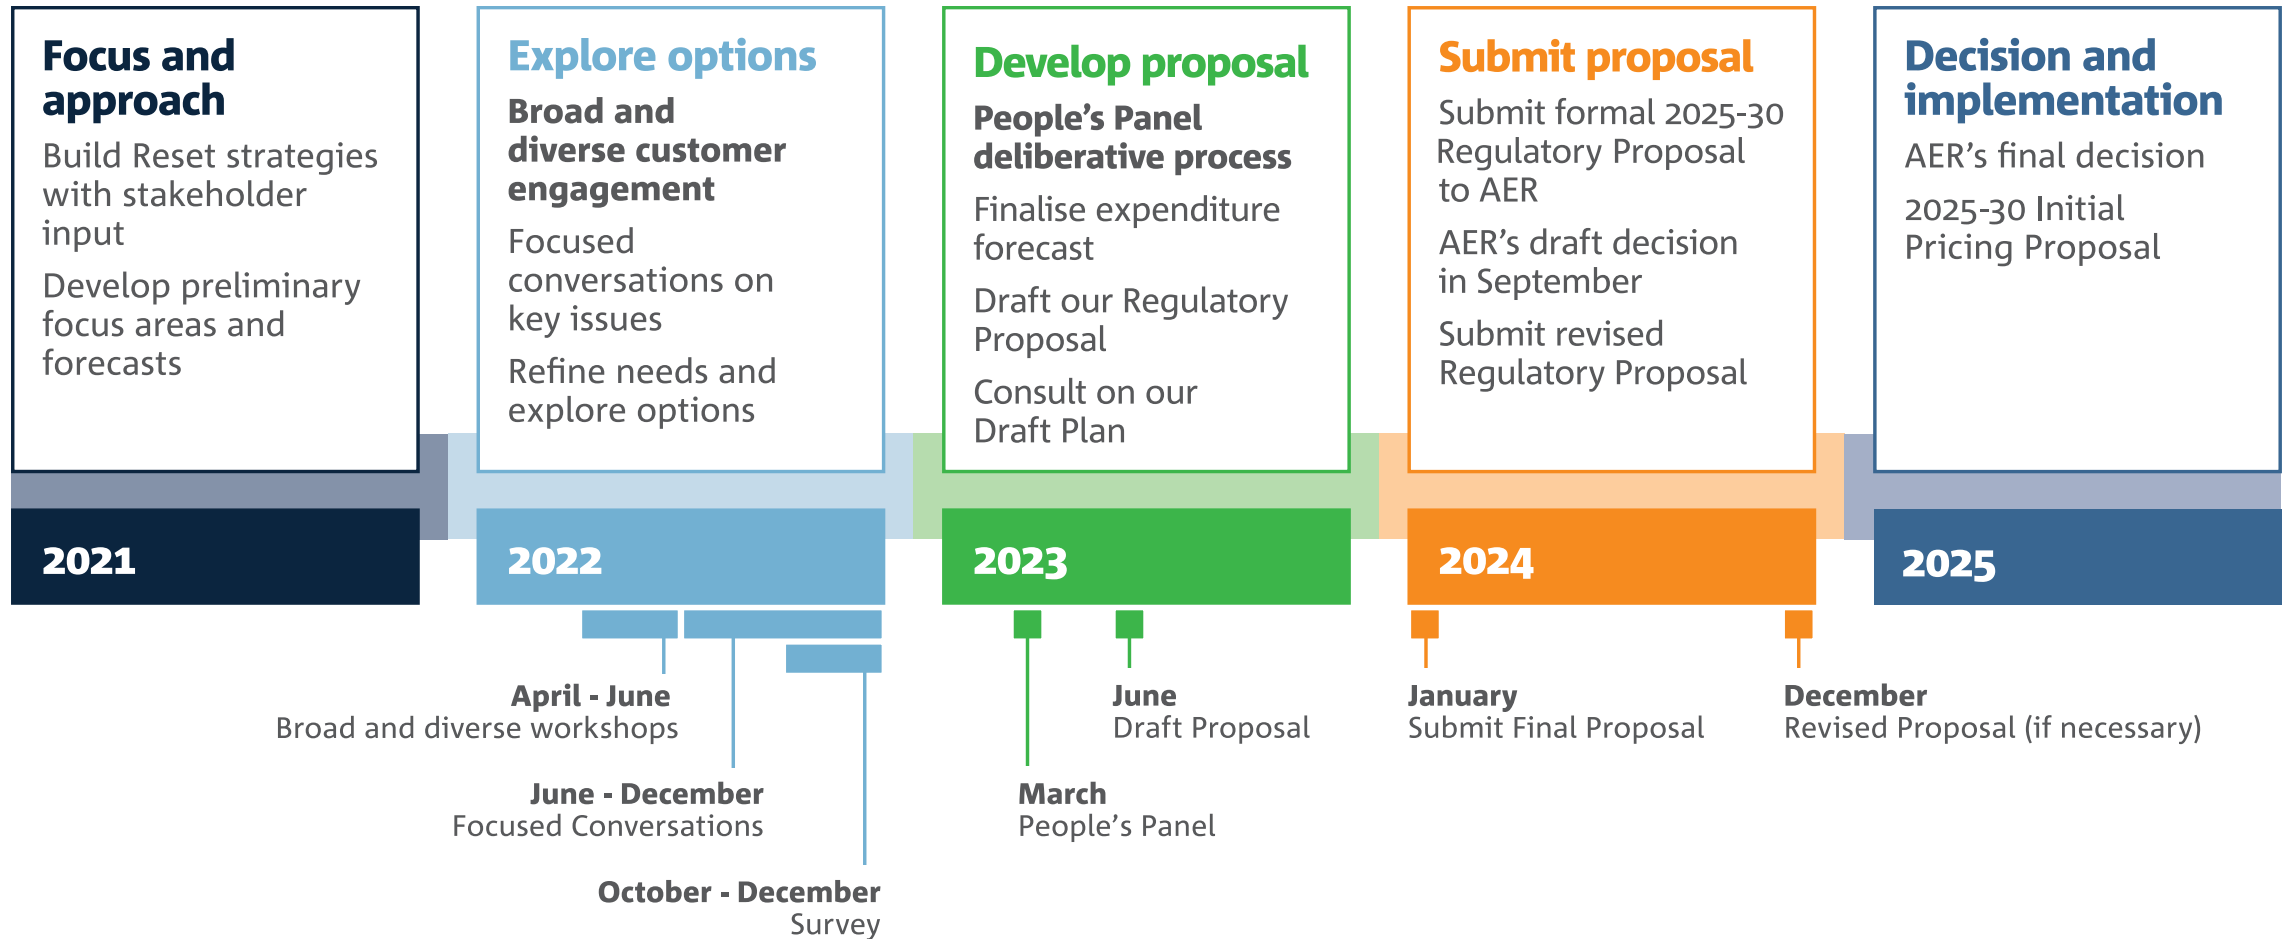 Focus and
approach
Build Reset strategies
with stakeholder
input
Develop preliminary
focus areas and
forecasts
2021
Explore options
Broad and
diverse customer
engagement
Focused
conversations on
key issues
Refine needs and
explore options
2022
April - June
Broad and diverse workshops
June - December
Focused Conversations
October - December
Survey
Develop proposal
People’s Panel
deliberative process
Finalise expenditure
forecast
Draft our Regulatory
Proposal
Consult on our
Draft Plan
2023
March
People’s Panel
June
Draft Proposal
Submit proposal
Submit formal 2025-30
Regulatory Proposal
to AER
AER’s draft decision
in September
Submit revised
Regulatory Proposal
2024
January
Submit Final Proposal
December
Revised Proposal (if necessary)
Decision and
implementation
AER’s final decision
2025-30 Initial
Pricing Proposal
2025